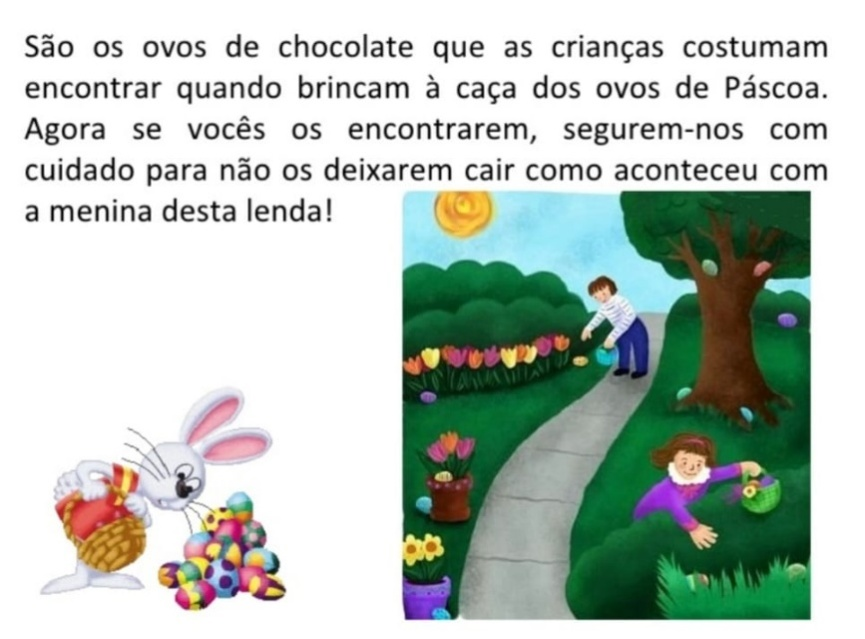 São os ovos de chocolate que as crianças costumam
encontrar quando brincam à caça dos ovos de Páscoa.
Agora se vocês os encontrarem, segurem-nos com
cuidado para não os deixarem cair como aconteceu com
a menina desta lenda!